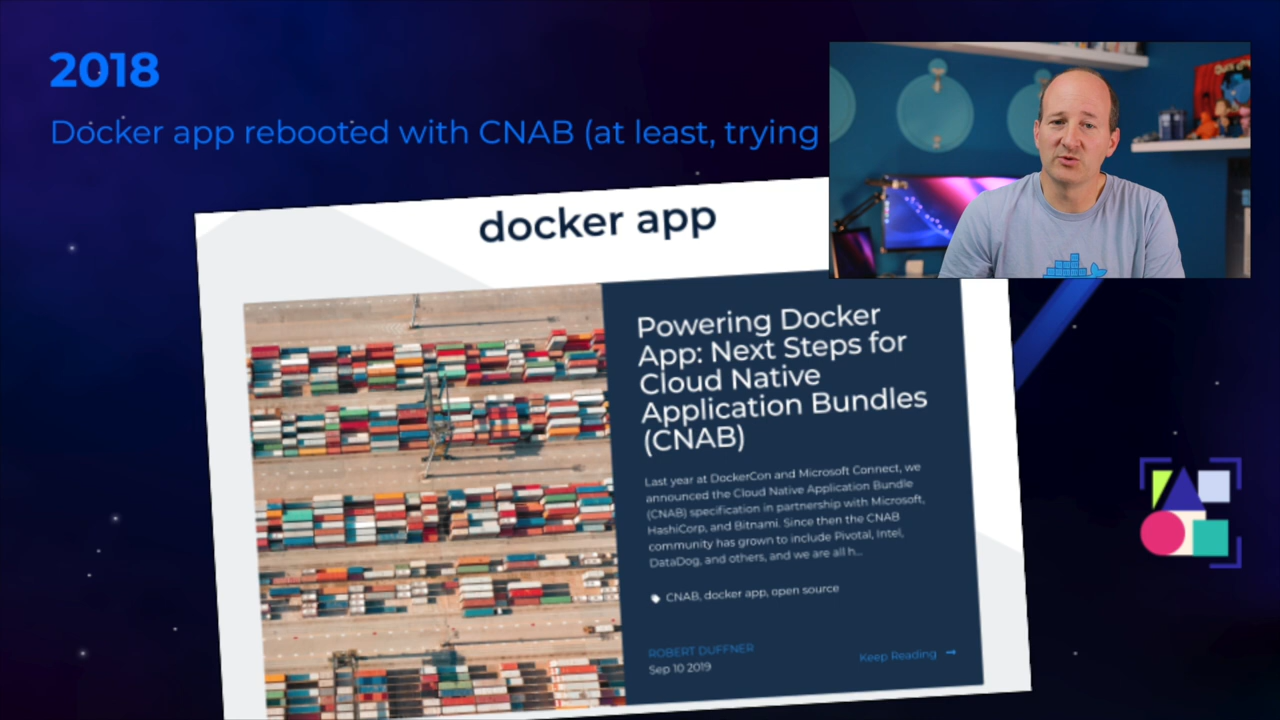 2018
Docker app rebooted with CNAB (at least, trying
docker app
Powering Docker
App: Next Steps for
Cloud Native
Application Bundles
(CNAB)
Last year at DockerCon and Microsoft Connect, we
announced the Cloud Native Application Bundle
(CNAB) specification in partnership with Microsoft,
HashiCorp, and Bitnami. Since then the CNAB
community has grown to include Pivotal, Intel,
DataDog, and others, and we are all h...
CNAB, docker app, open source
ROBERT DUFFNER
Sep 10 2019
Keep Reading